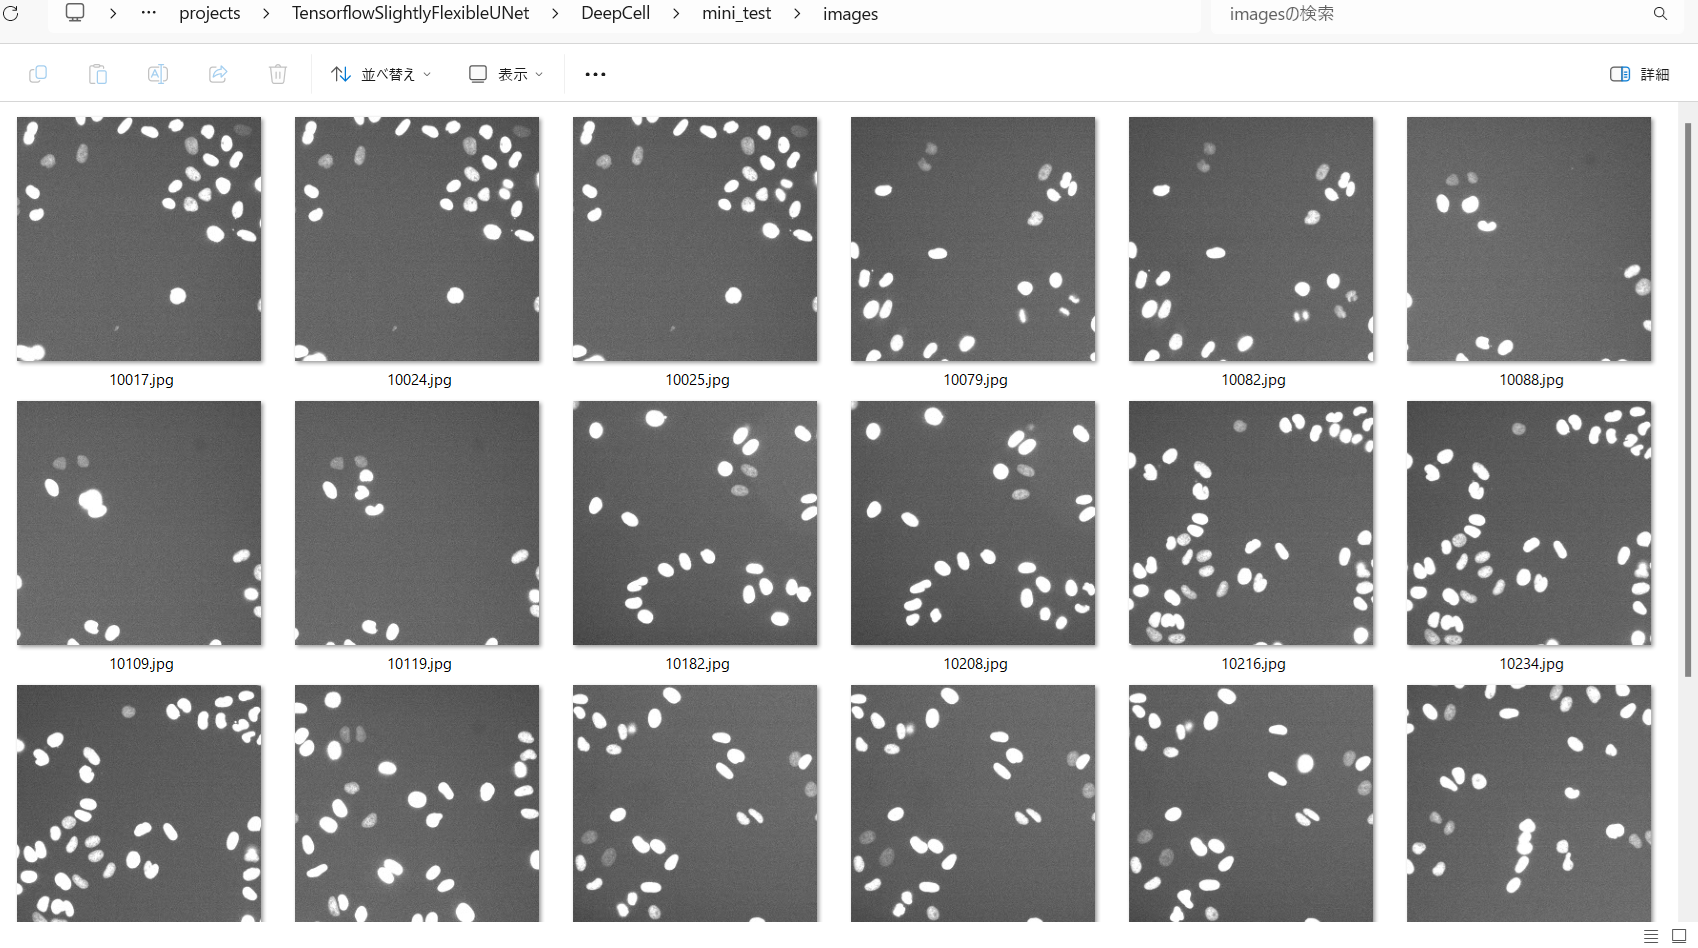 … projects TensorflowSlightlyFlexibleUNet DeepCell mini_test images imagesの検索
並べ替え 表示 … 詳細
10017.jpg 10024.jpg 10025.jpg 10079.jpg 10082.jpg 10088.jpg
10109.jpg 10119.jpg 10182.jpg 10208.jpg 10216.jpg 10234.jpg